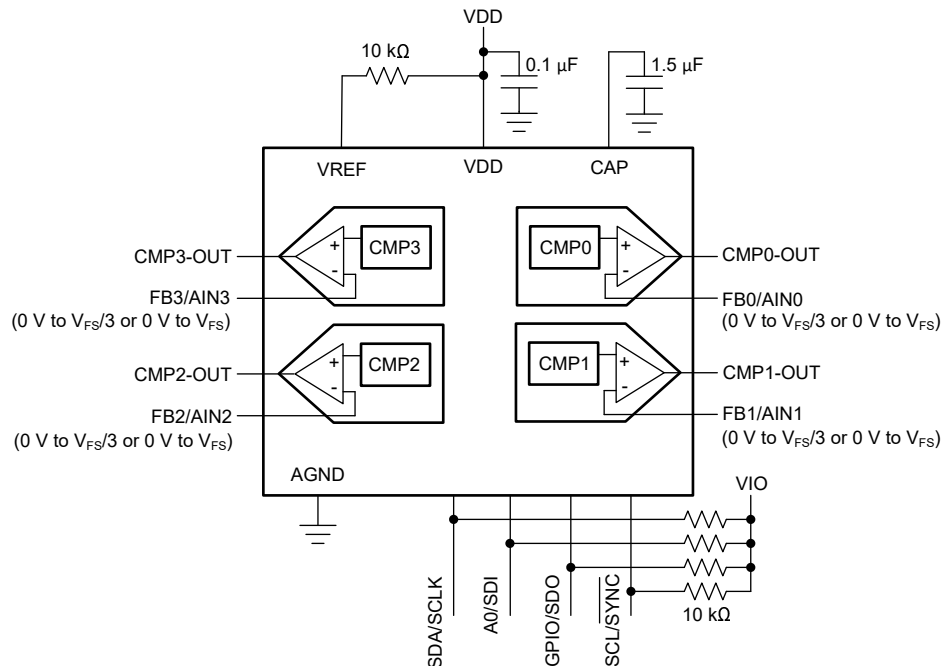 VDD
10 kΩ
0.1 µF
1.5 µF
VREF
VDD
CAP
CMP3-OUT
+
-
CMP3
FB3/AIN3
(0 V to VFS/3 or 0 V to VFS)
CMP0
+
-
CMP0-OUT
FB0/AIN0
(0 V to VFS/3 or 0 V to VFS)
CMP2-OUT
+
-
CMP2
FB2/AIN2
(0 V to VFS/3 or 0 V to VFS)
CMP1
+
-
CMP1-OUT
FB1/AIN1
(0 V to VFS/3 or 0 V to VFS)
AGND
VIO
SDA/SCLK
A0/SDI
GPIO/SDO
SCL/SYNC
10 kΩ